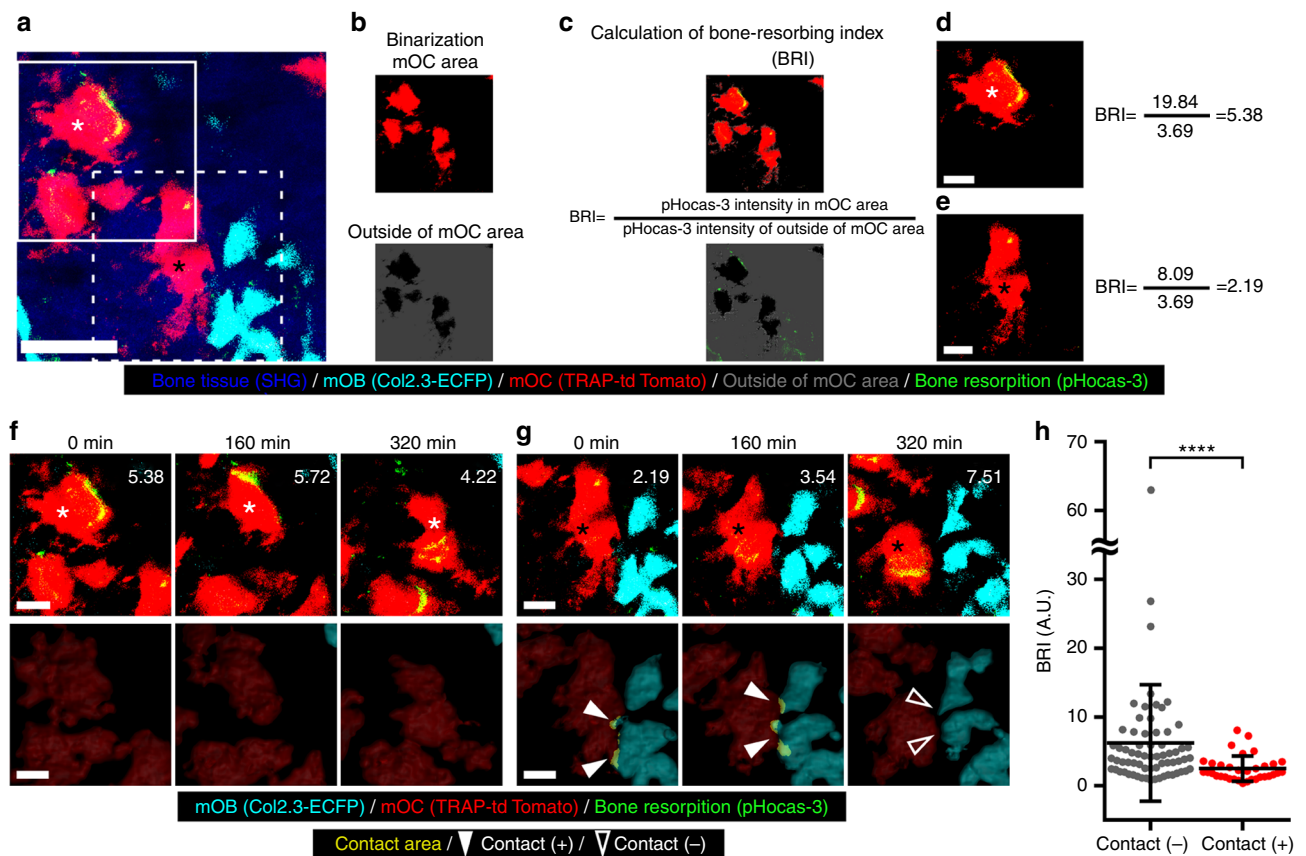 a
b
Binarization
mOC area
Outside of mOC area
c
Calculation of bone-resorbing index
(BRI)
BRI= pHocas-3 intensity in mOC area
pHocas-3 intensity of outside of mOC area
d
BRI= 19.84 =5.38
3.69
e
BRI= 8.09 =2.19
3.69
* * * *
Bone tissue (SHG) / mOB (Col2.3-ECFP) / mOC (TRAP-td Tomato) / Outside of mOC area / Bone resorpition (pHocas-3)
f
0 min 160 min 320 min
5.38 5.72 4.22
* * *
g
0 min 160 min 320 min
2.19 3.54 7.51
* * *
mOB (Col2.3-ECFP) / mOC (TRAP-td Tomato) / Bone resorpition (pHocas-3)
Contact area / Contact (+) / Contact (–)
h
****
BRI (A.U.)
70
60
50
30
20
10
0
Contact (–) Contact (+)